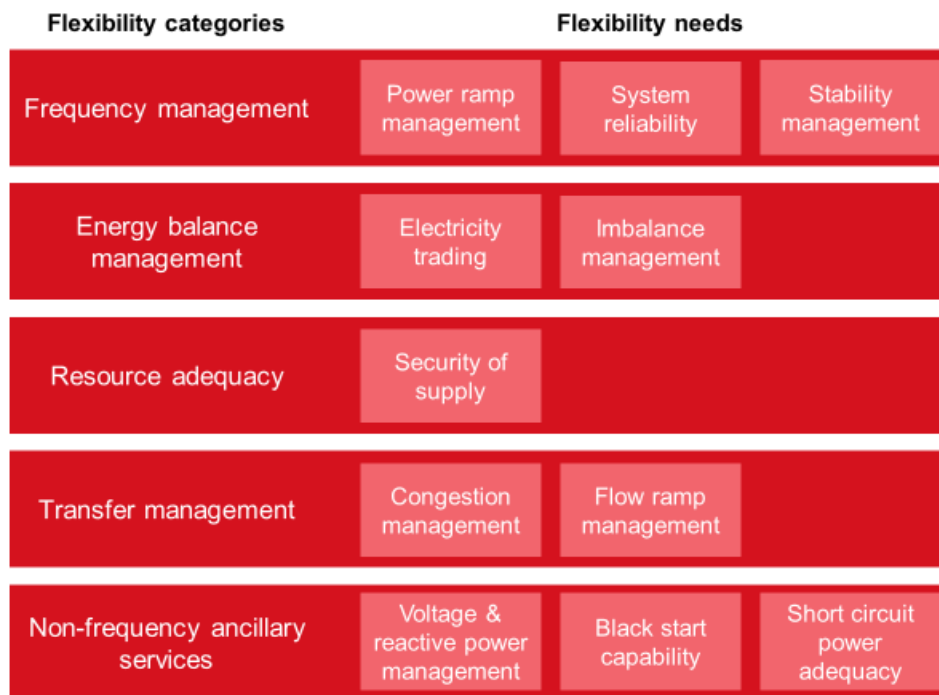 Flexibility categories
Flexibility needs
Frequency management
Power ramp
management
System
reliability
Stability
management
Energy balance
management
Electricity
trading
Imbalance
management
Resource adequacy
Security of
supply
Transfer management
Congestion
management
Flow ramp
management
Non-frequency ancillary
services
Voltage &
reactive power
management
Black start
capability
Short circuit
power
adequacy